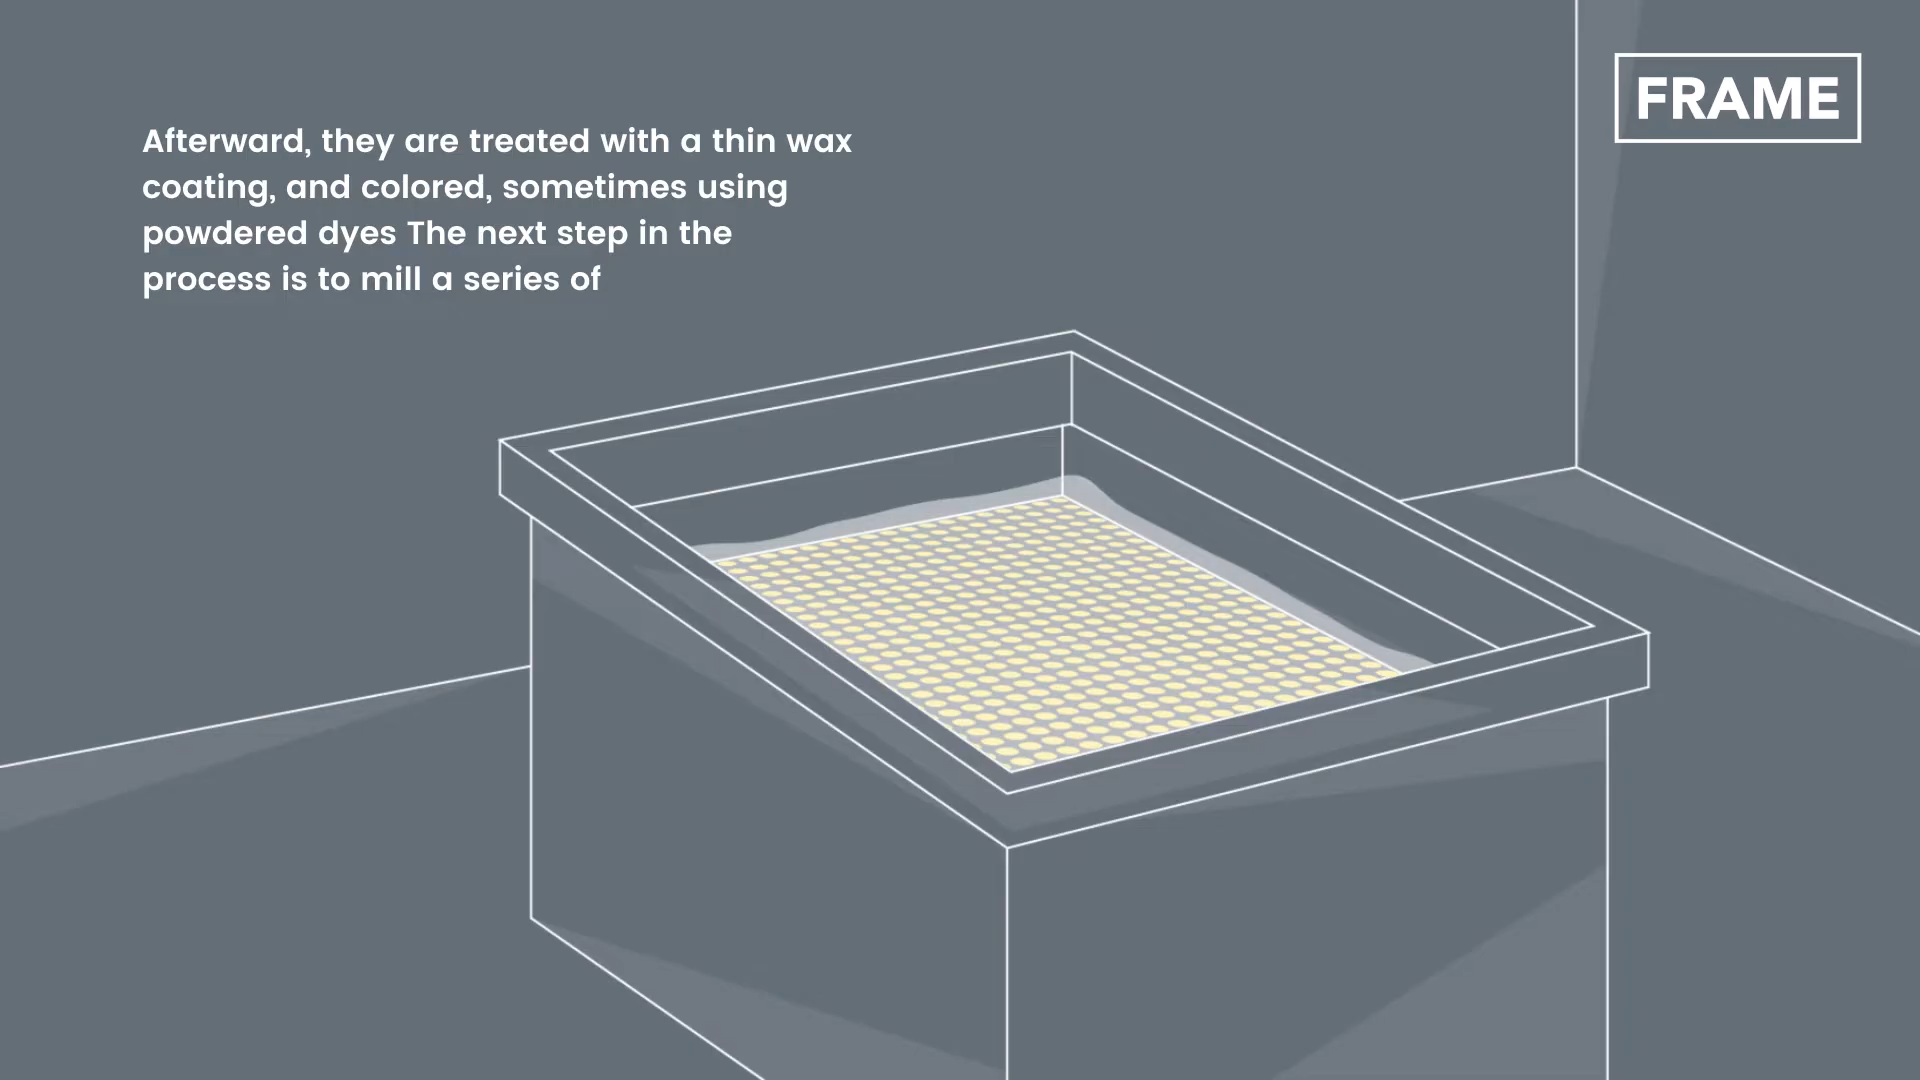 FRAME
Afterward, they are treated with a thin wax
coating, and colored, sometimes using
powdered dyes The next step in the
process is to mill a series of